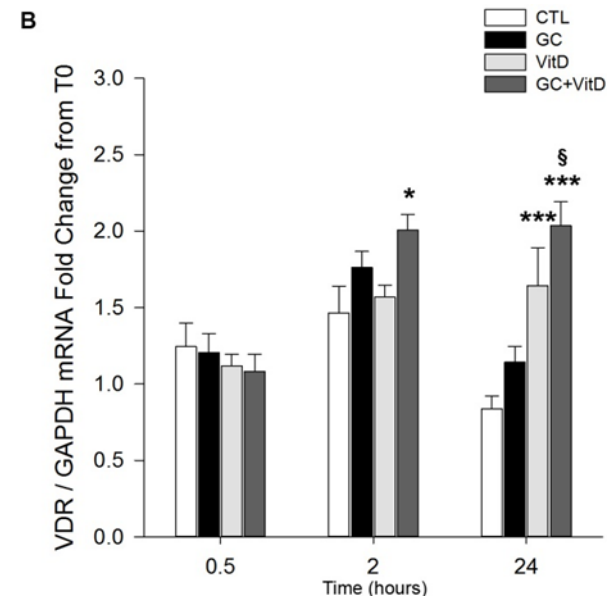 B
CTL
GC
VitD
GC+VitD
VDR / GAPDH mRNA Fold Change from T0
3.0
2.5
2.0
1.5
1.0
0.5
0.0
*
***
§
***
0.5
2
24
Time (hours)